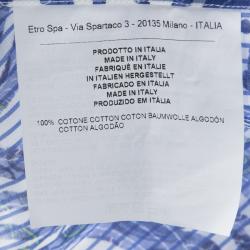 Etro Spa - Via Spartaco 3 - 20135 Milano - ITALIA
PRODOTTO IN ITALIA
MADE IN ITALY
FABRIQUÉ EN ITALIE
IN ITALIEN HERGESTELLT
FABRICADO EN ITALIA
MADE IN ITALY
PRODUZIDO EM ITÁLIA
100% COTONE COTTON COTON BAUMWOLLE ALGODÓN
COTTON ALGODÃO